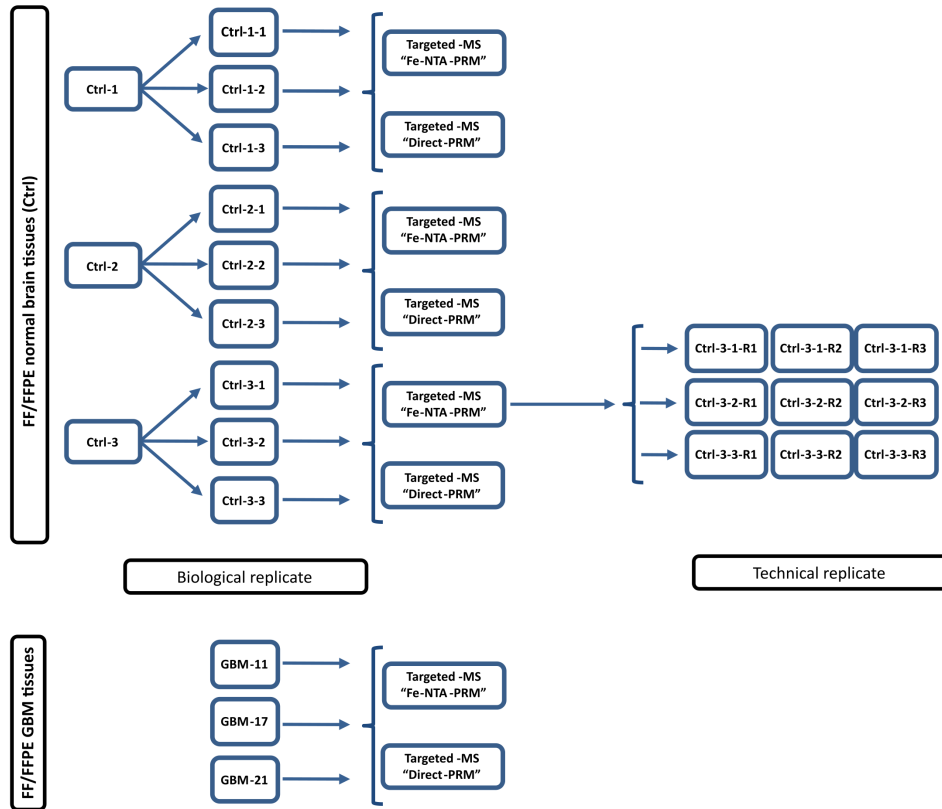 FF/FFPE normal brain tissues (Ctrl)
Ctrl-1
Ctrl-1-1
Ctrl-1-2
Ctrl-1-3
Targeted -MS
“Fe-NTA-PRM”
Targeted -MS
“Direct-PRM”
Ctrl-2
Ctrl-2-1
Ctrl-2-2
Ctrl-2-3
Targeted -MS
“Fe-NTA-PRM”
Targeted -MS
“Direct-PRM”
Ctrl-3
Ctrl-3-1
Ctrl-3-2
Ctrl-3-3
Targeted -MS
“Fe-NTA-PRM”
Targeted -MS
“Direct-PRM”
Ctrl-3-1-R1 Ctrl-3-1-R2 Ctrl-3-1-R3
Ctrl-3-2-R1 Ctrl-3-2-R2 Ctrl-3-2-R3
Ctrl-3-3-R1 Ctrl-3-3-R2 Ctrl-3-3-R3
Biological replicate
Technical replicate
FF/FFPE GBM tissues
GBM-11
GBM-17
GBM-21
Targeted -MS
“Fe-NTA-PRM”
Targeted -MS
“Direct-PRM”